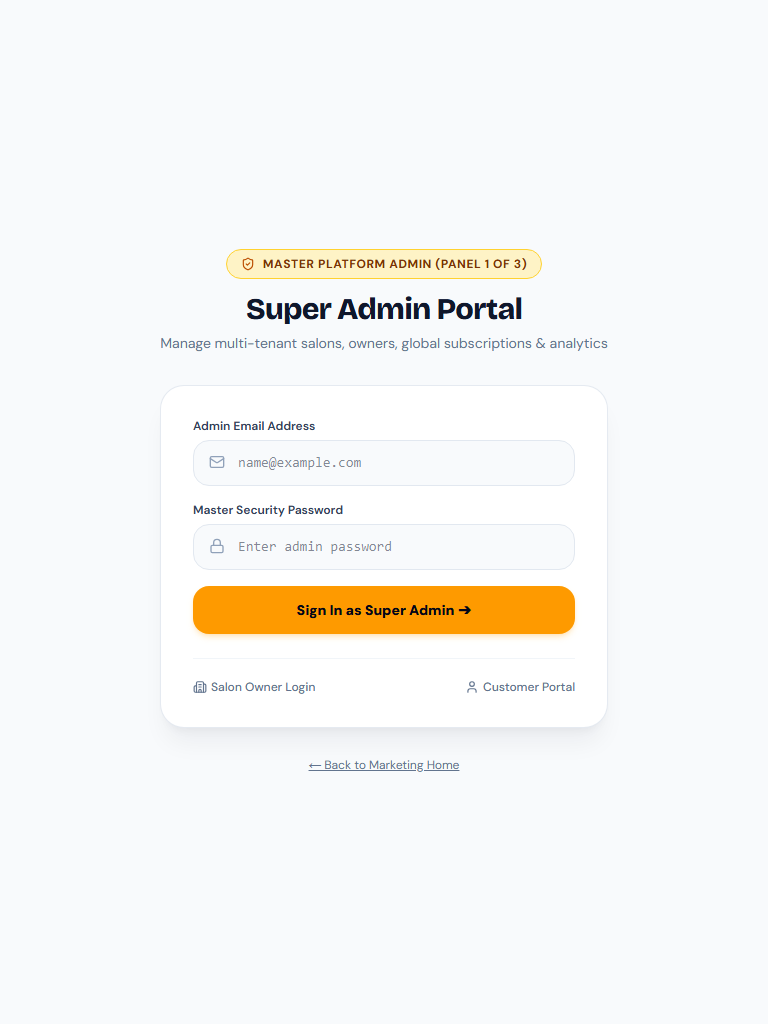 MASTER PLATFORM ADMIN (PANEL 1 OF 3)
Super Admin Portal
Manage multi-tenant salons, owners, global subscriptions & analytics
Admin Email Address
name@example.com
Master Security Password
Enter admin password
Sign In as Super Admin ➔
Salon Owner Login
Customer Portal
← Back to Marketing Home